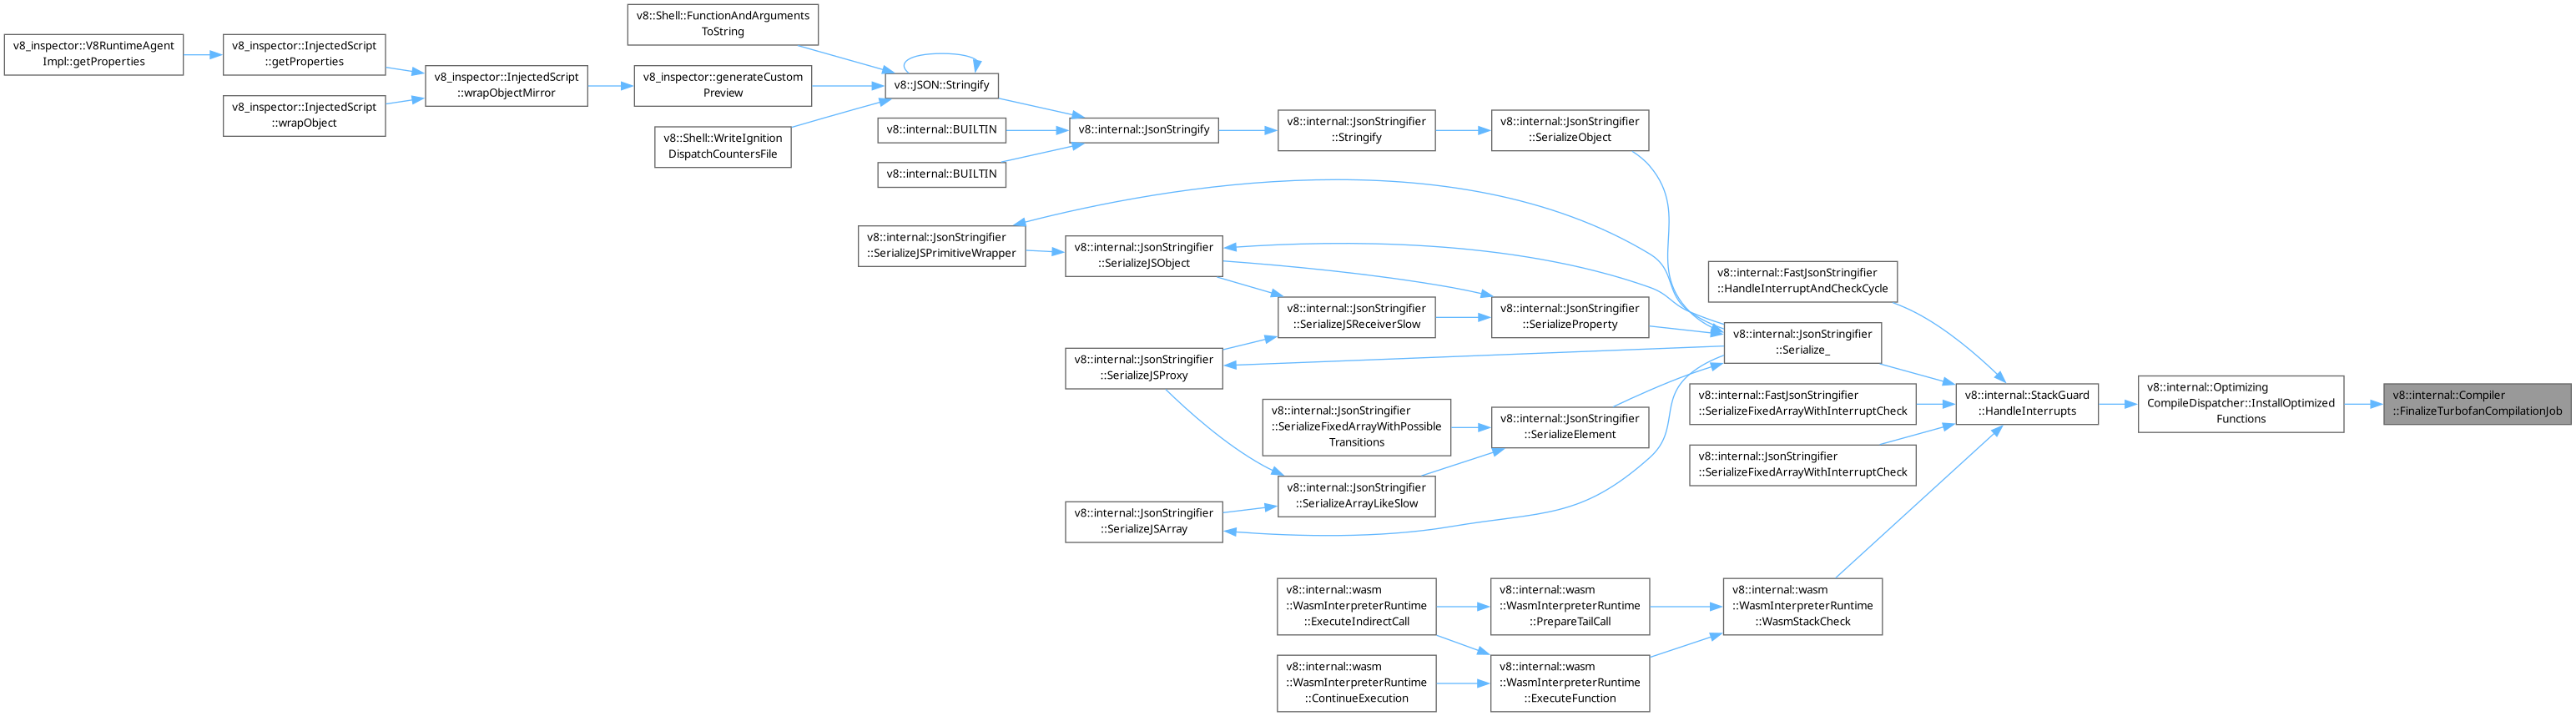 v8::Shell::FunctionAndArguments
ToString
v8_inspector::V8RuntimeAgent
Impl::getProperties
v8_inspector::InjectedScript
::getProperties
v8_inspector::InjectedScript
::wrapObjectMirror
v8_inspector::generateCustom
Preview
v8::JSON::Stringify
v8_inspector::InjectedScript
::wrapObject
v8::Shell::WriteIgnition
DispatchCountersFile
v8::internal::BUILTIN
v8::internal::JsonStringify
v8::internal::JsonStringifier
::Stringify
v8::internal::JsonStringifier
::SerializeObject
v8::internal::BUILTIN
v8::internal::JsonStringifier
::SerializeJSPrimitiveWrapper
v8::internal::JsonStringifier
::SerializeJSObject
v8::internal::FastJsonStringifier
::HandleInterruptAndCheckCycle
v8::internal::JsonStringifier
::SerializeJSReceiverSlow
v8::internal::JsonStringifier
::SerializeProperty
v8::internal::JsonStringifier
::Serialize_
v8::internal::JsonStringifier
::SerializeJSProxy
v8::internal::FastJsonStringifier
::SerializeFixedArrayWithInterruptCheck
v8::internal::StackGuard
::HandleInterrupts
v8::internal::Optimizing
CompileDispatcher::InstallOptimized
Functions
v8::internal::Compiler
::FinalizeTurbofanCompilationJob
v8::internal::JsonStringifier
::SerializeFixedArrayWithPossible
Transitions
v8::internal::JsonStringifier
::SerializeElement
v8::internal::JsonStringifier
::SerializeFixedArrayWithInterruptCheck
v8::internal::JsonStringifier
::SerializeArrayLikeSlow
v8::internal::JsonStringifier
::SerializeJSArray
v8::internal::wasm
::WasmInterpreterRuntime
::ExecuteIndirectCall
v8::internal::wasm
::WasmInterpreterRuntime
::PrepareTailCall
v8::internal::wasm
::WasmInterpreterRuntime
::WasmStackCheck
v8::internal::wasm
::WasmInterpreterRuntime
::ContinueExecution
v8::internal::wasm
::WasmInterpreterRuntime
::ExecuteFunction